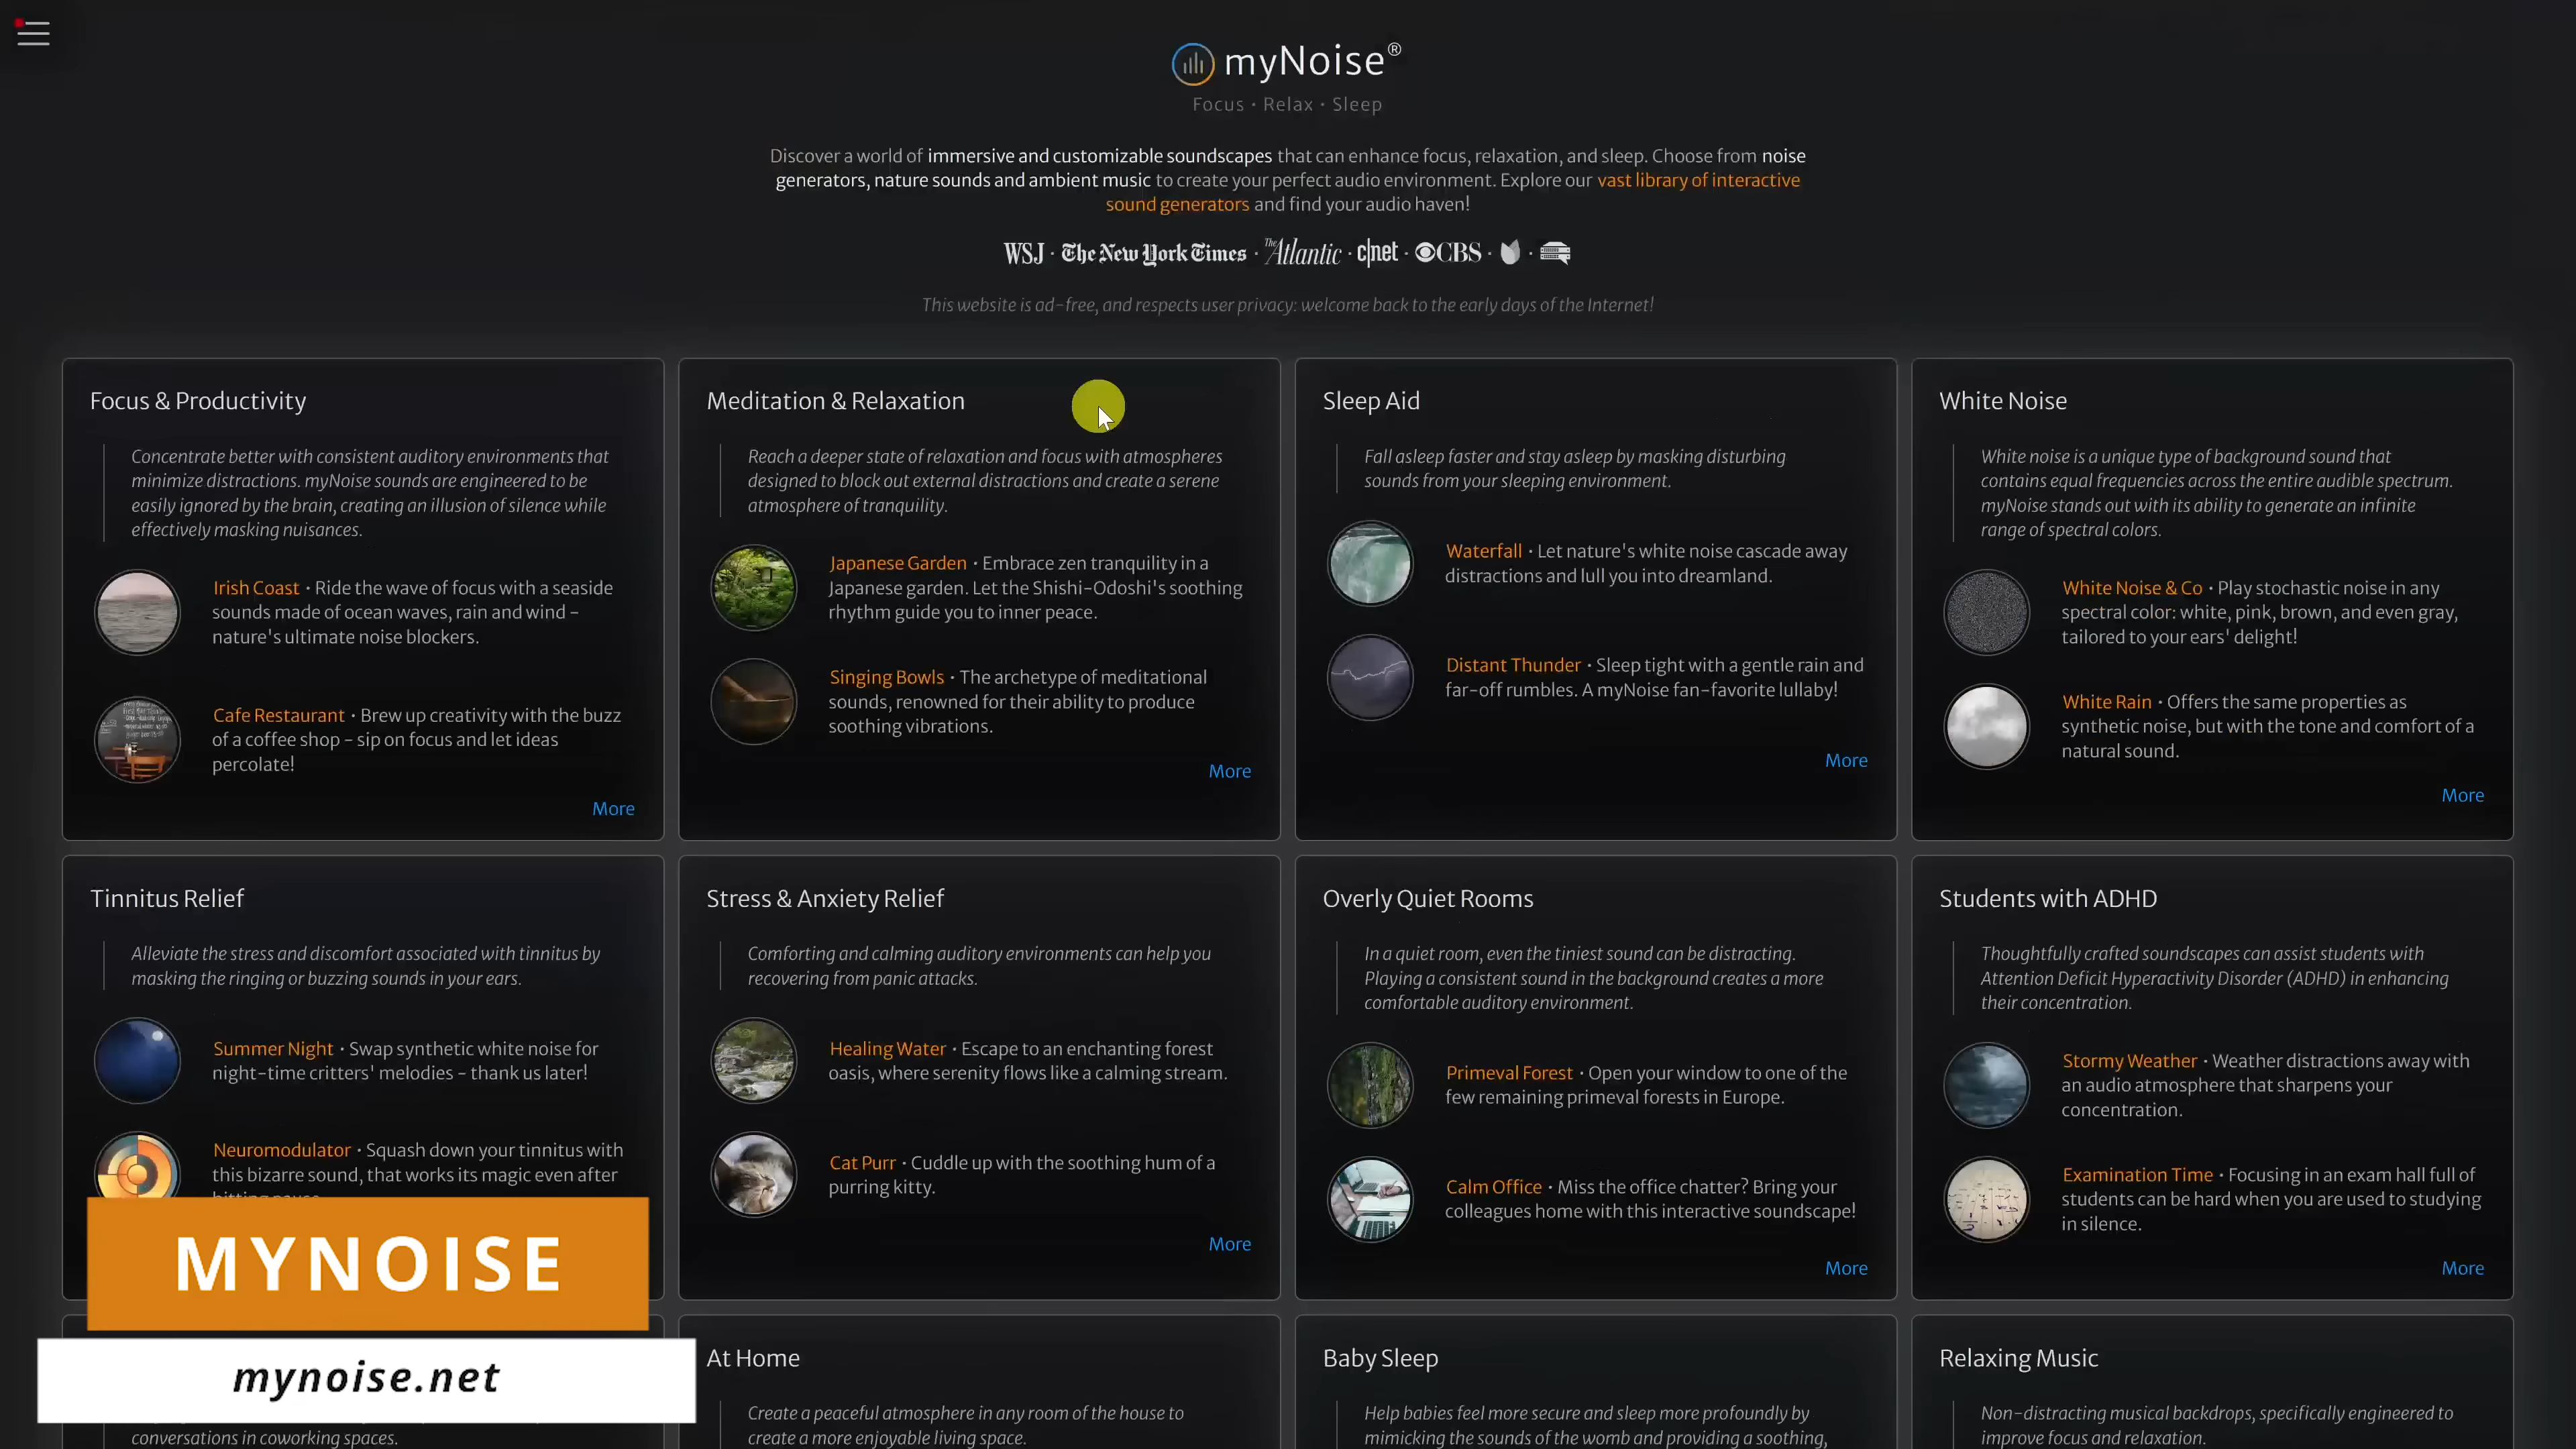 myNoise®
Focus • Relax • Sleep
Discover a world of immersive and customizable soundscapes that can enhance focus, relaxation, and sleep. Choose from noise
generators, nature sounds and ambient music to create your perfect audio environment. Explore our vast library of interactive
sound generators and find your audio haven!
WSJ · The New York Times · The Atlantic · c|net · CBS ·
This website is ad-free, and respects user privacy: welcome back to the early days of the Internet!
Focus & Productivity
Concentrate better with consistent auditory environments that
minimize distractions. myNoise sounds are engineered to be
easily ignored by the brain, creating an illusion of silence while
effectively masking nuisances.
Irish Coast • Ride the wave of focus with a seaside
sounds made of ocean waves, rain and wind –
nature's ultimate noise blockers.
Cafe Restaurant • Brew up creativity with the buzz
of a coffee shop – sip on focus and let ideas
percolate!
More
Meditation & Relaxation
Reach a deeper state of relaxation and focus with atmospheres
designed to block out external distractions and create a serene
atmosphere of tranquility.
Japanese Garden • Embrace zen tranquility in a
Japanese garden. Let the Shishi-Odoshi's soothing
rhythm guide you to inner peace.
Singing Bowls • The archetype of meditational
sounds, renowned for their ability to produce
soothing vibrations.
More
Sleep Aid
Fall asleep faster and stay asleep by masking disturbing
sounds from your sleeping environment.
Waterfall • Let nature's white noise cascade away
distractions and lull you into dreamland.
Distant Thunder • Sleep tight with a gentle rain and
far-off rumbles. A myNoise fan-favorite lullaby!
More
White Noise
White noise is a unique type of background sound that
contains equal frequencies across the entire audible spectrum.
myNoise stands out with its ability to generate an infinite
range of spectral colors.
White Noise & Co • Play stochastic noise in any
spectral color: white, pink, brown, and even gray,
tailored to your ears' delight!
White Rain • Offers the same properties as
synthetic noise, but with the tone and comfort of a
natural sound.
More
Tinnitus Relief
Alleviate the stress and discomfort associated with tinnitus by
masking the ringing or buzzing sounds in your ears.
Summer Night • Swap synthetic white noise for
night-time critters' melodies – thank us later!
Neuromodulator • Squash down your tinnitus with
this bizarre sound, that works its magic even after
Stress & Anxiety Relief
Comforting and calming auditory environments can help you
recovering from panic attacks.
Healing Water • Escape to an enchanting forest
oasis, where serenity flows like a calming stream.
Cat Purr • Cuddle up with the soothing hum of a
purring kitty.
More
Overly Quiet Rooms
In a quiet room, even the tiniest sound can be distracting.
Playing a consistent sound in the background creates a more
comfortable auditory environment.
Primeval Forest • Open your window to one of the
few remaining primeval forests in Europe.
Calm Office • Miss the office chatter? Bring your
colleagues home with this interactive soundscape!
More
Students with ADHD
Thoughtfully crafted soundscapes can assist students with
Attention Deficit Hyperactivity Disorder (ADHD) in enhancing
their concentration.
Stormy Weather • Weather distractions away with
an audio atmosphere that sharpens your
concentration.
Examination Time • Focusing in an exam hall full of
students can be hard when you are used to studying
in silence.
More
MYNOISE
mynoise.net
conversations in coworking spaces.
At Home
Create a peaceful atmosphere in any room of the house to
create a more enjoyable living space.
Baby Sleep
Help babies feel more secure and sleep more profoundly by
mimicking the sounds of the womb and providing a soothing,
Relaxing Music
Non-distracting musical backdrops, specifically engineered to
improve focus and relaxation.